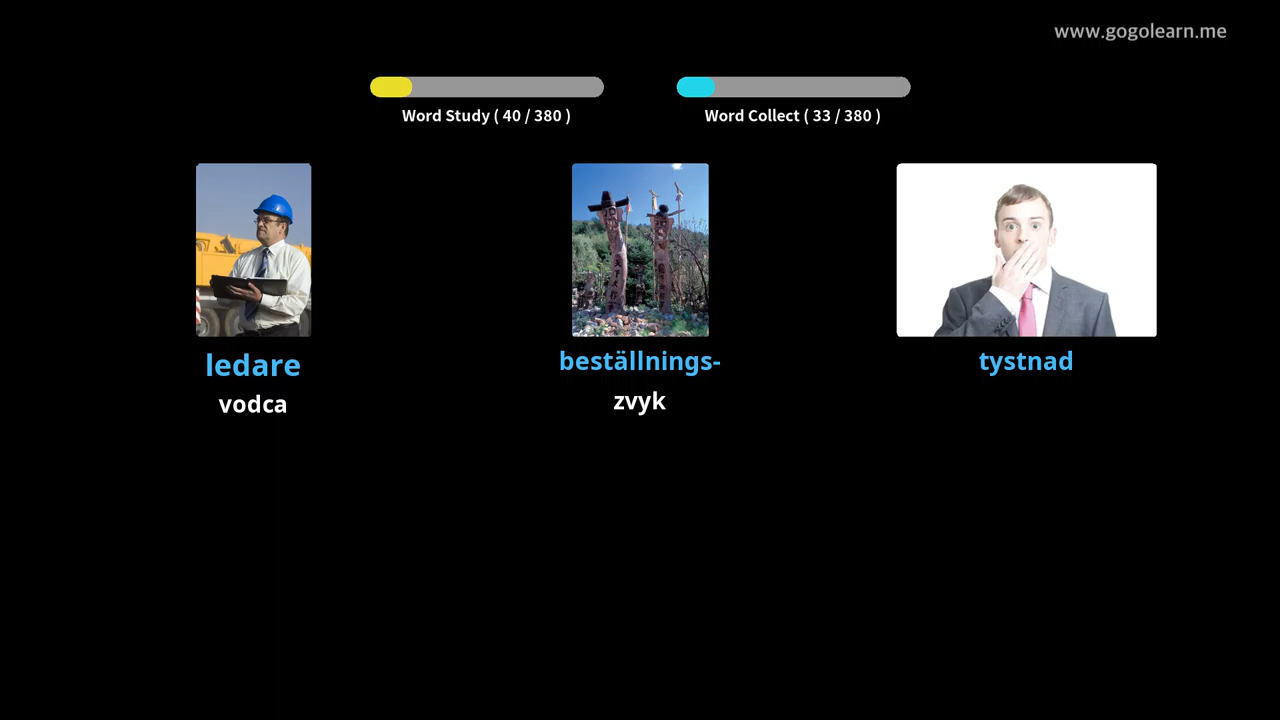 www.gogolearn.me
Word Study ( 40 / 380 )
Word Collect ( 33 / 380 )
ledare
vodca
beställnings-
zvyk
tystnad